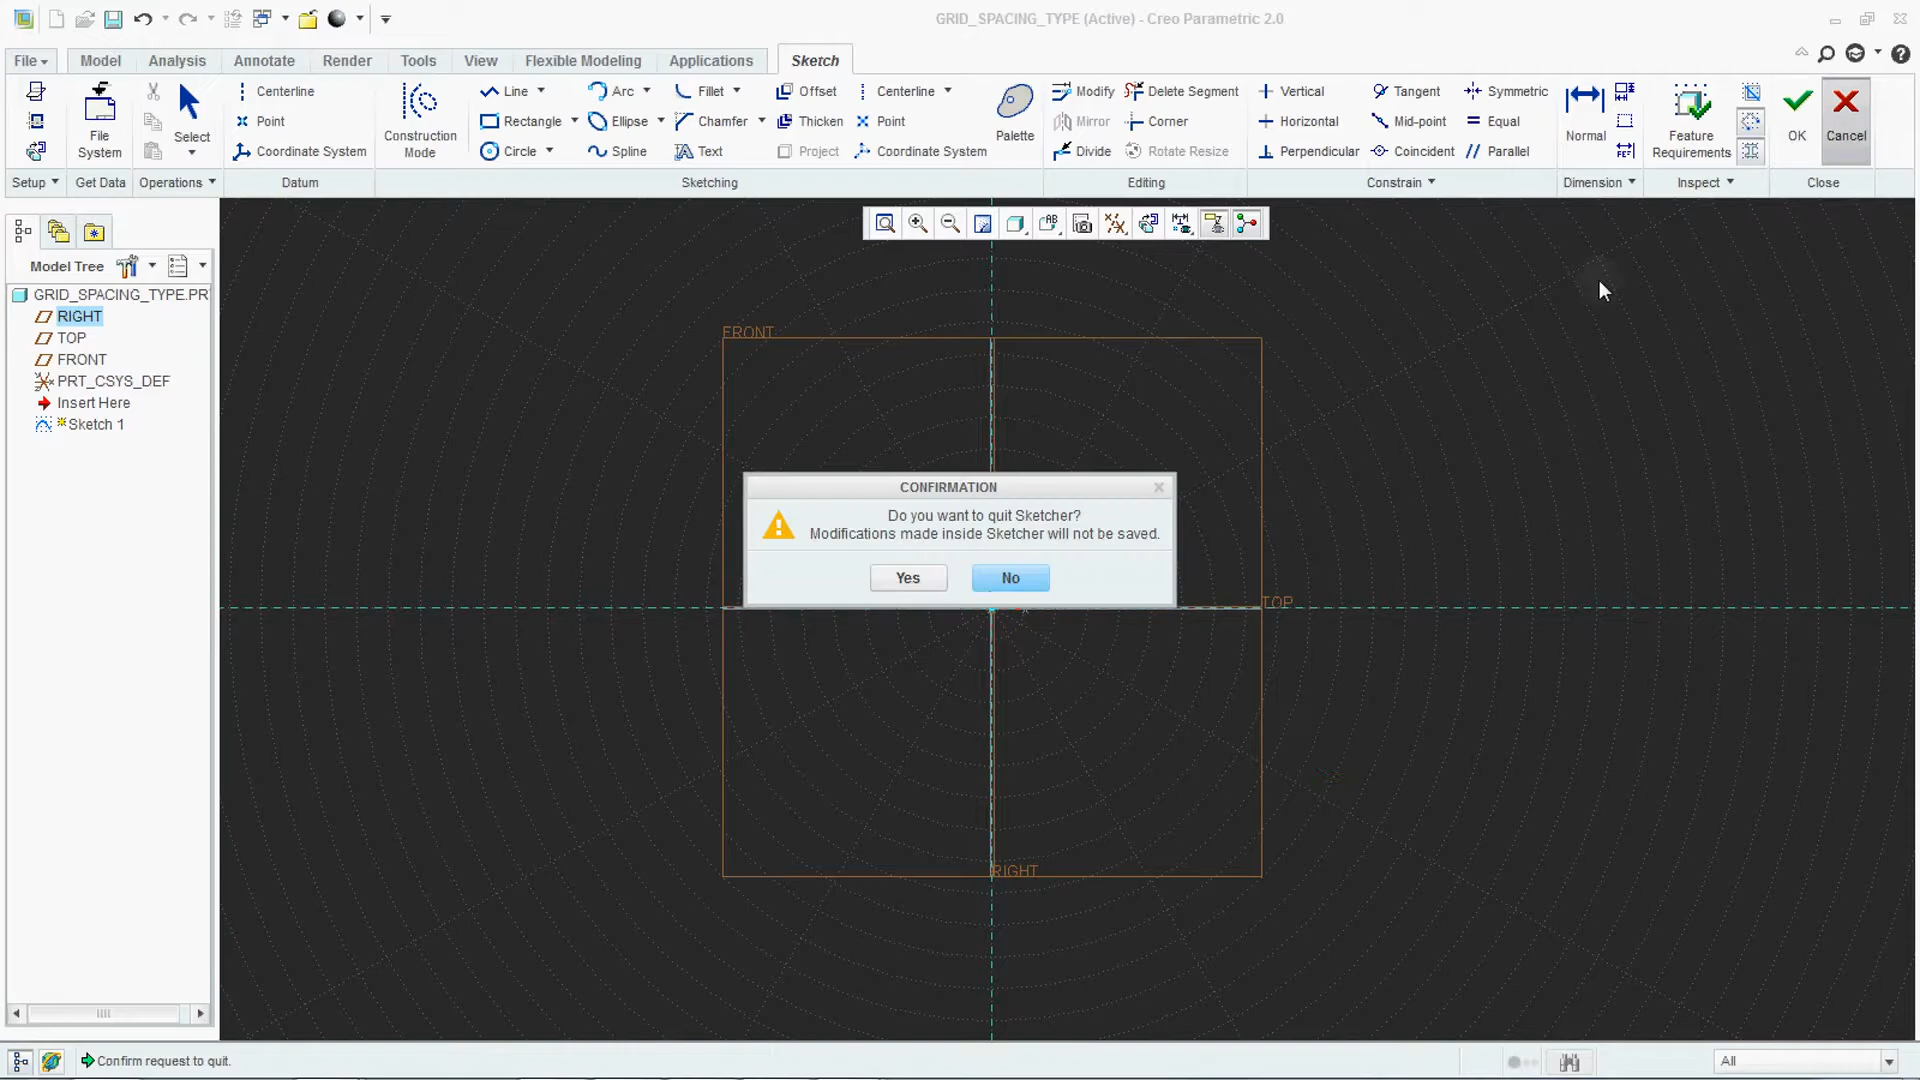 GRID_SPACING_TYPE (Active) - Creo Parametric 2.0
File Model Analysis Annotate Render Tools View Flexible Modeling Applications Sketch
Centerline Line Arc Fillet Offset Centerline Modify Delete Segment Vertical Tangent Symmetric
Point Rectangle Ellipse Chamfer Thicken Point Mirror Corner Horizontal Mid-point Equal
File System Select Construction Mode Palette Normal Feature Requirements OK Cancel
Coordinate System Circle Spline Text Project Coordinate System Divide Rotate Resize Perpendicular Coincident Parallel
Setup Get Data Operations Datum Sketching Editing Constrain Dimension Inspect Close
Model Tree
GRID_SPACING_TYPE.PR
RIGHT
TOP
FRONT
PRT_CSYS_DEF
Insert Here
Sketch 1
FRONT
CONFIRMATION
Do you want to quit Sketcher?
Modifications made inside Sketcher will not be saved.
Yes No
TOP
RIGHT
Confirm request to quit.
All